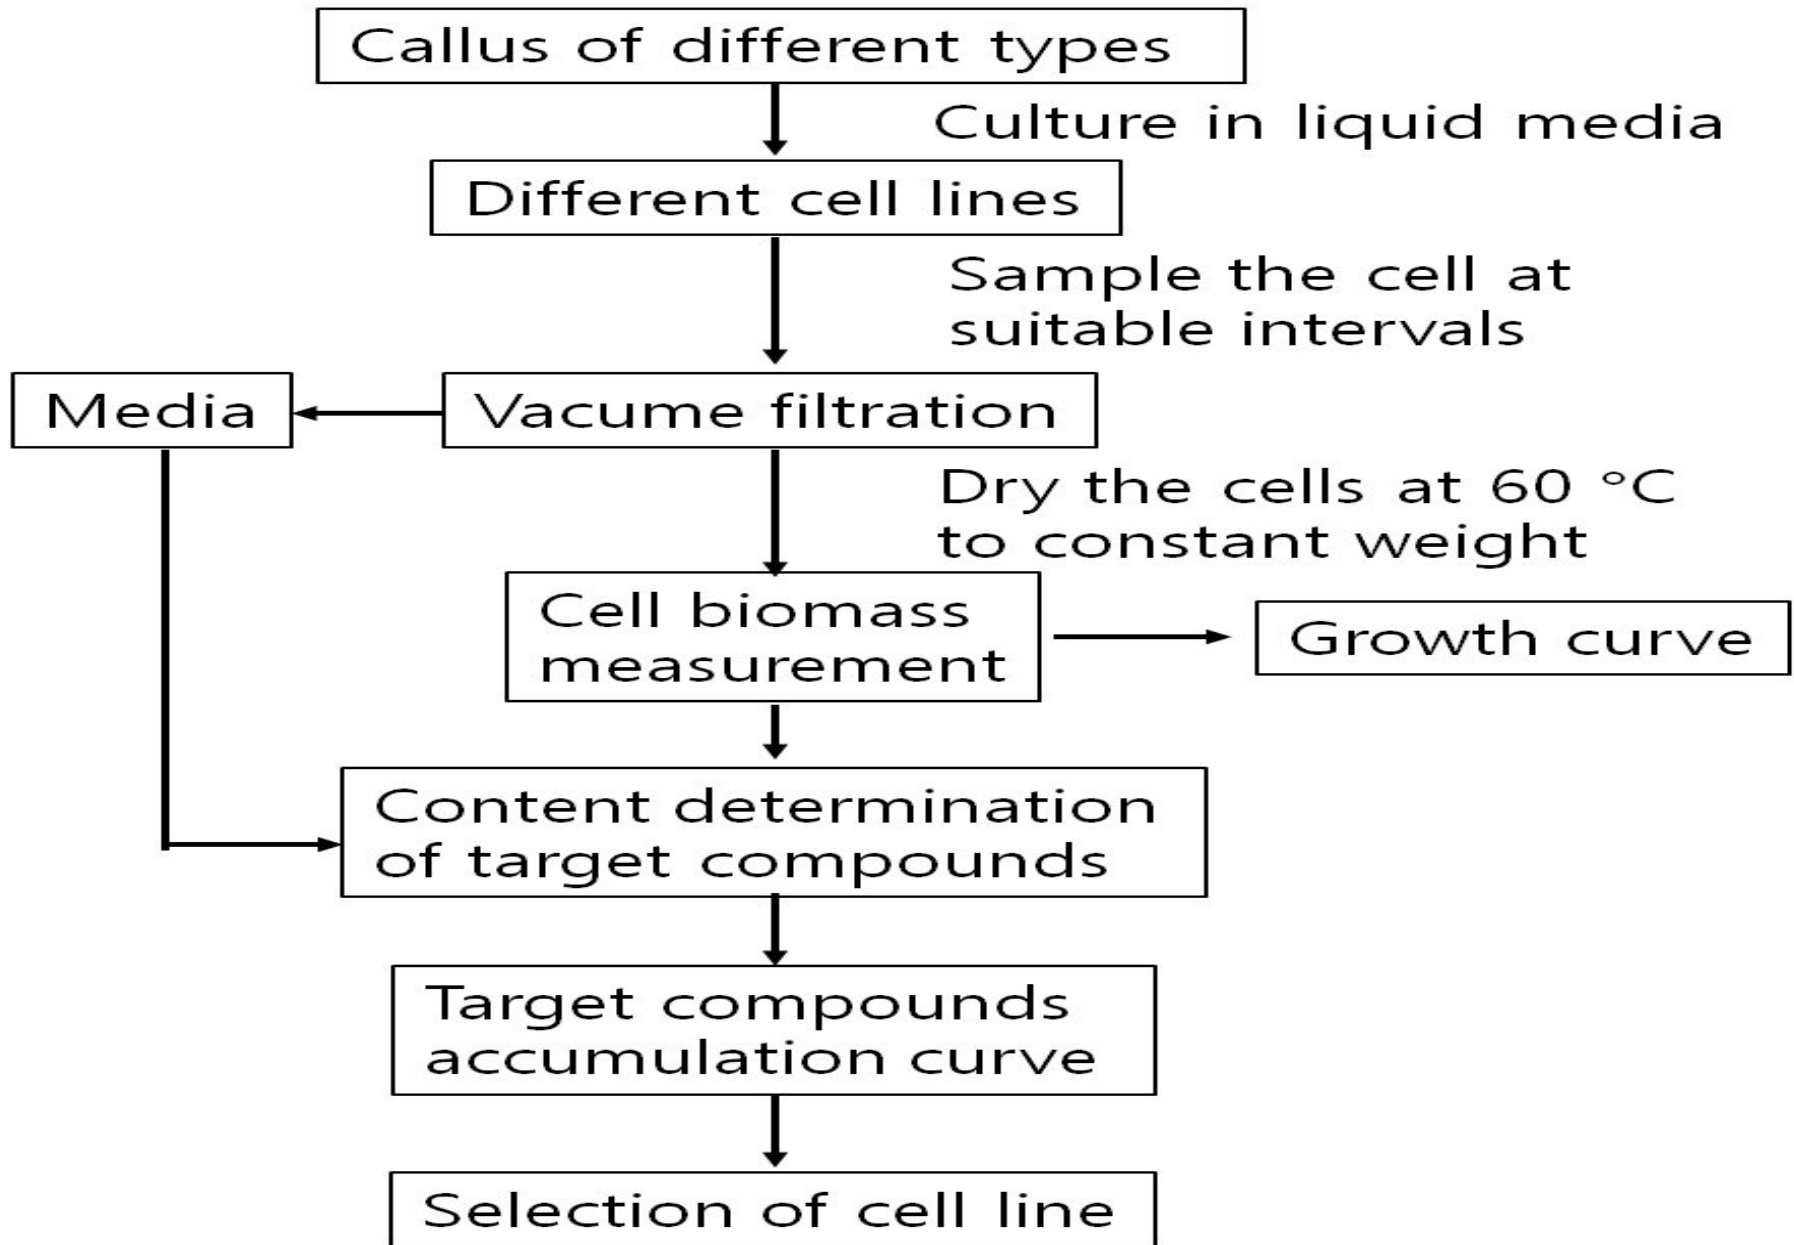 Callus of different types
Culture in liquid media
Different cell lines
Sample the cell at
suitable intervals
Media
Vacume filtration
Dry the cells at 60 °C
to constant weight
Cell biomass
measurement
Growth curve
Content determination
of target compounds
Target compounds
accumulation curve
Selection of cell line